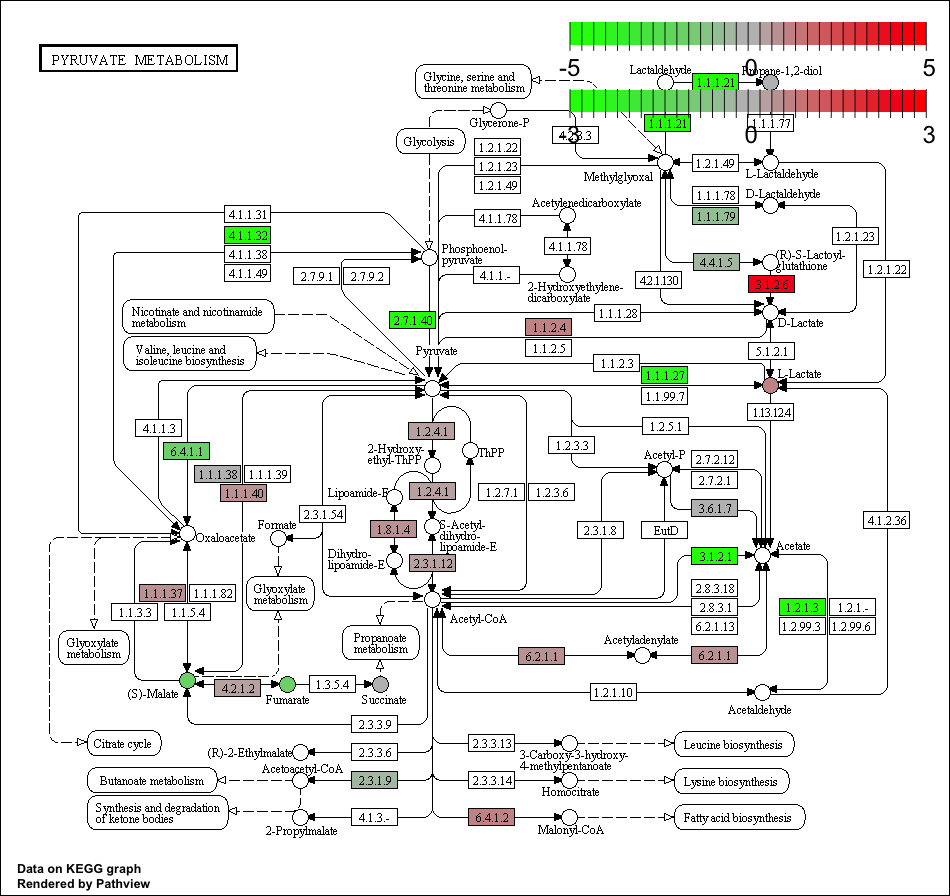 PYRUVATE METABOLISM
-5 0 5
-3 0 3
Glycine, serine and
threonine metabolism
Lactaldehyde
1.1.1.21
Propane-1,2-diol
Glycerone-P
4.2.3.3
1.1.1.21
1.1.1.77
Glycolysis
1.2.1.22
1.2.1.23
1.2.1.49
Methylglyoxal
1.2.1.49
L-Lactaldehyde
1.1.1.78
D-Lactaldehyde
1.1.1.79
4.1.1.31
4.1.1.32
4.1.1.38
4.1.1.49
Acetylenedicarboxylate
4.1.1.78
4.1.1.78
4.1.1.-
2-Hydroxyethylene-
dicarboxylate
Phosphoenol-
pyruvate
2.7.9.1
2.7.9.2
1.2.1.23
1.2.1.22
4.4.1.5
(R)-S-Lactoyl-
glutathione
4.2.1.130
3.1.2.6
Nicotinate and nicotinamide
metabolism
2.7.1.40
1.1.1.28
1.1.2.4
1.1.2.5
D-Lactate
Valine, leucine and
isoleucine biosynthesis
Pyruvate
5.1.2.1
1.1.2.3
1.1.1.27
1.1.99.7
L-Lactate
1.13.12.4
4.1.1.3
6.4.1.1
1.1.1.38
1.1.1.39
1.1.1.40
1.2.4.1
2-Hydroxy-
ethyl-ThPP
ThPP
1.2.5.1
1.2.3.3
Acetyl-P
2.7.2.12
2.7.2.1
3.6.1.7
Lipoamide-E
1.2.4.1
1.2.7.1
1.2.3.6
2.3.1.54
Formate
Oxaloacetate
1.8.1.4
S-Acetyl-
dihydro-
lipoamide-E
Dihydro-
lipoamide-E
2.3.1.12
2.3.1.8
EutD
4.1.2.36
Acetate
3.1.2.1
Glyoxylate
metabolism
1.1.1.37
1.1.1.82
1.1.3.3
1.1.5.4
Acetyl-CoA
2.8.3.18
2.8.3.1
6.2.1.13
1.2.1.3
1.2.1.-
1.2.99.3
1.2.99.6
Glyoxylate
metabolism
Propanoate
metabolism
Acetyladenylate
6.2.1.1
6.2.1.1
(S)-Malate
4.2.1.2
Fumarate
1.3.5.4
Succinate
1.2.1.10
Acetaldehyde
2.3.3.9
Citrate cycle
(R)-2-Ethylmalate
2.3.3.6
2.3.3.13
3-Carboxy-3-hydroxy-
4-methylpentanoate
Leucine biosynthesis
Butanoate metabolism
Acetoacetyl-CoA
2.3.1.9
2.3.3.14
Homocitrate
Lysine biosynthesis
Synthesis and degradation
of ketone bodies
2-Propylmalate
4.1.3.-
6.4.1.2
Malonyl-CoA
Fatty acid biosynthesis
Data on KEGG graph
Rendered by Pathview